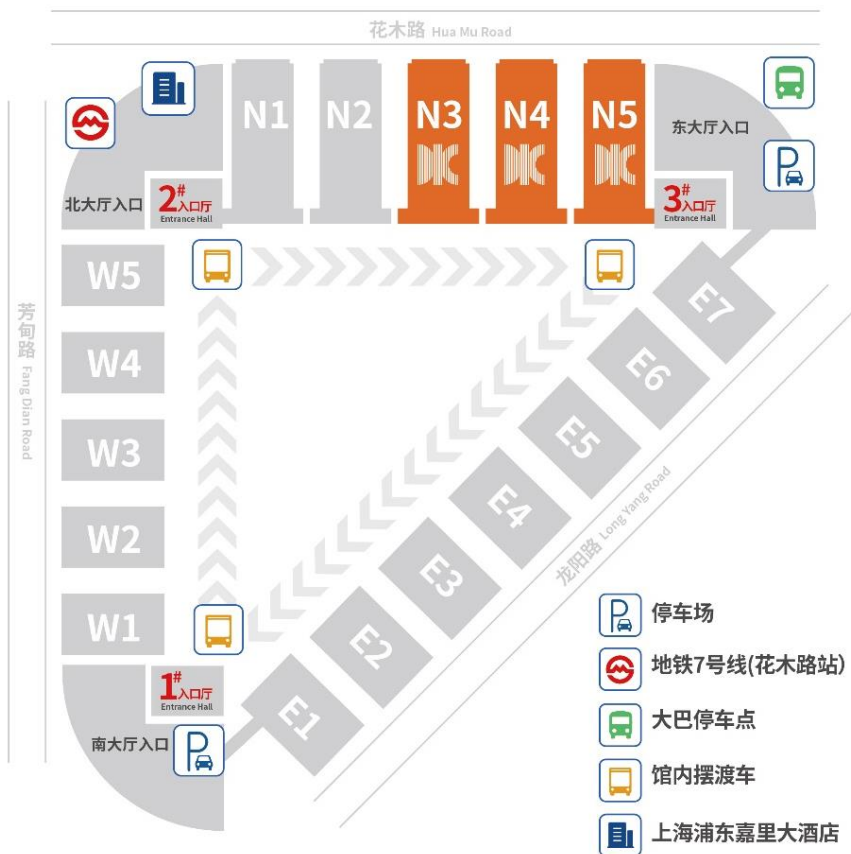 花木路 Hua Mu Road
N1
N2
N3
N4
N5
东大厅入口
北大厅入口
2#入口厅
Entrance Hall
3#入口厅
Entrance Hall
W5
W4
W3
W2
W1
芳甸路 Fang Dian Road
E7
E6
E5
E4
E3
E2
E1
龙阳路 Long Yang Road
1#入口厅
Entrance Hall
南大厅入口
P
P
P
停车场
地铁7号线(花木路站)
大巴停车点
馆内摆渡车
上海浦东嘉里大酒店